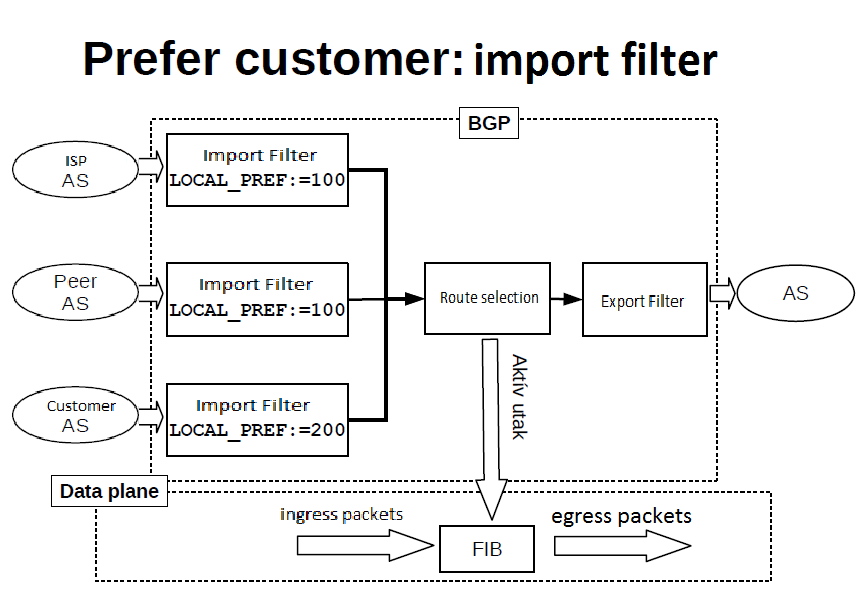 Prefer customer: import filter
BGP
ISP
AS
Import Filter
LOCAL_PREF:=100
Peer
AS
Import Filter
LOCAL_PREF:=100
Route selection
Export Filter
AS
Customer
AS
Import Filter
LOCAL_PREF:=200
Aktív utak
Data plane
ingress packets
egress packets
FIB